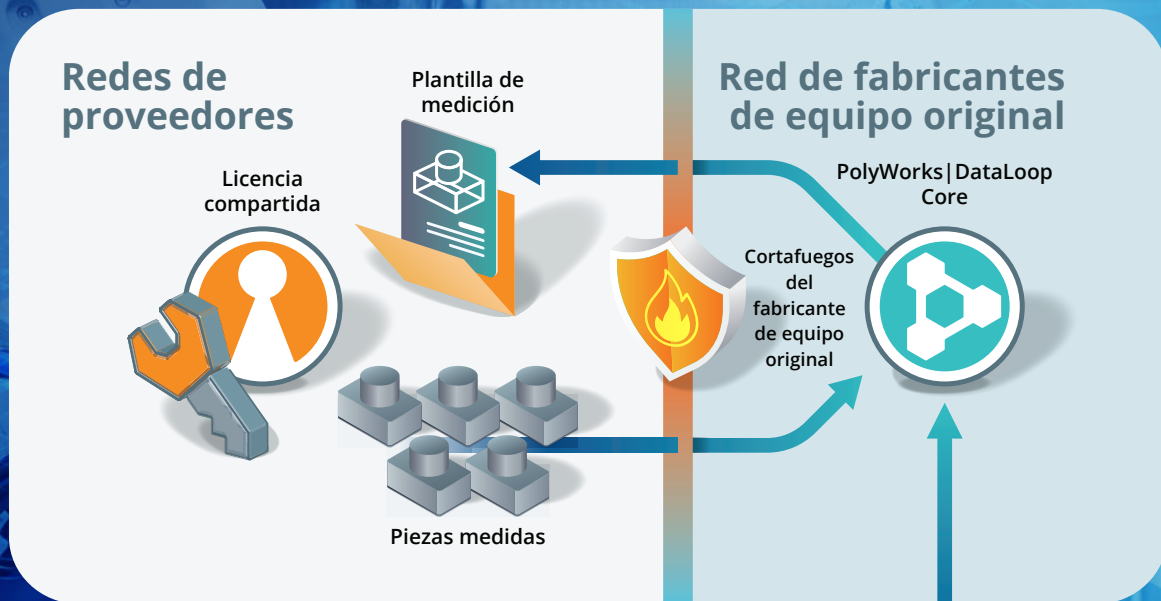 Redes de
proveedores
Plantilla de
medición
Licencia
compartida
Piezas medidas
Red de fabricantes
de equipo original
PolyWorks|DataLoop
Core
Cortafuegos
del
fabricante
de equipo
original